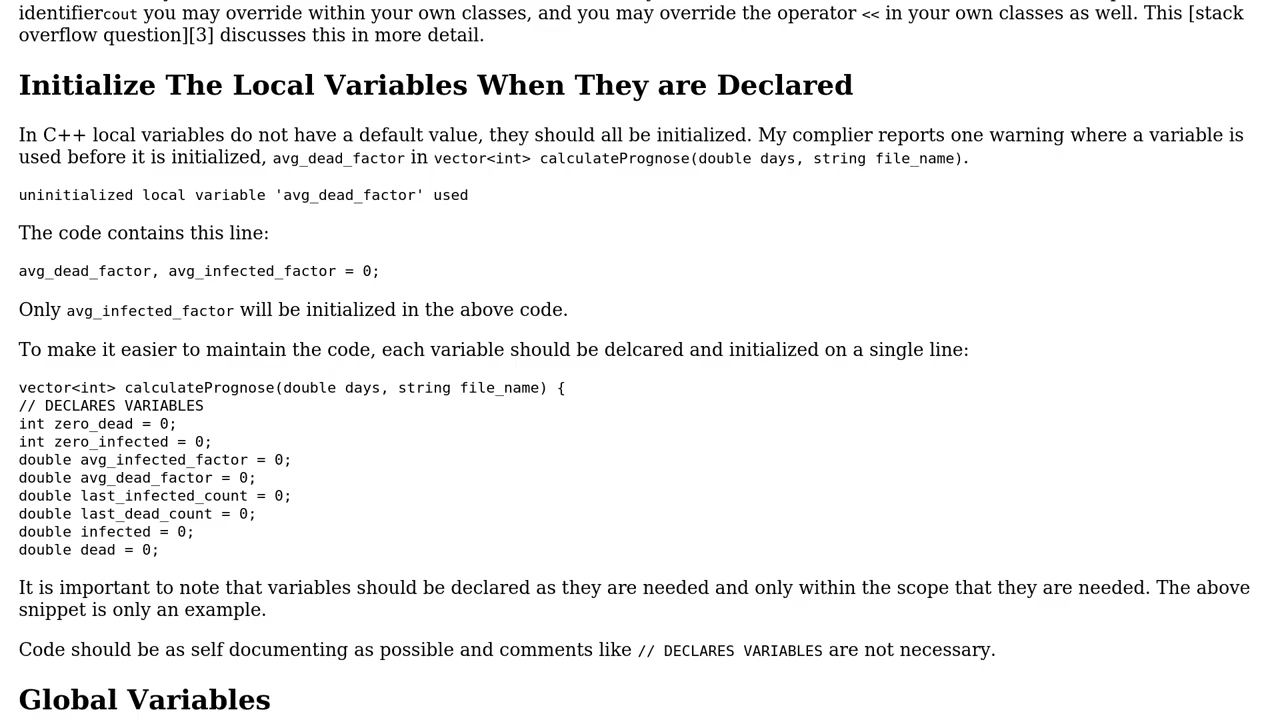 identifiercout you may override within your own classes, and you may override the operator << in your own classes as well. This [stack
overflow question][3] discusses this in more detail.
Initialize The Local Variables When They are Declared
In C++ local variables do not have a default value, they should all be initialized. My complier reports one warning where a variable is
used before it is initialized, avg_dead_factor in vector<int> calculatePrognose(double days, string file_name).
uninitialized local variable 'avg_dead_factor' used
The code contains this line:
avg_dead_factor, avg_infected_factor = 0;
Only avg_infected_factor will be initialized in the above code.
To make it easier to maintain the code, each variable should be delcared and initialized on a single line:
vector<int> calculatePrognose(double days, string file_name) {
// DECLARES VARIABLES
int zero_dead = 0;
int zero_infected = 0;
double avg_infected_factor = 0;
double avg_dead_factor = 0;
double last_infected_count = 0;
double last_dead_count = 0;
double infected = 0;
double dead = 0;
It is important to note that variables should be declared as they are needed and only within the scope that they are needed. The above
snippet is only an example.
Code should be as self documenting as possible and comments like // DECLARES VARIABLES are not necessary.
Global Variables